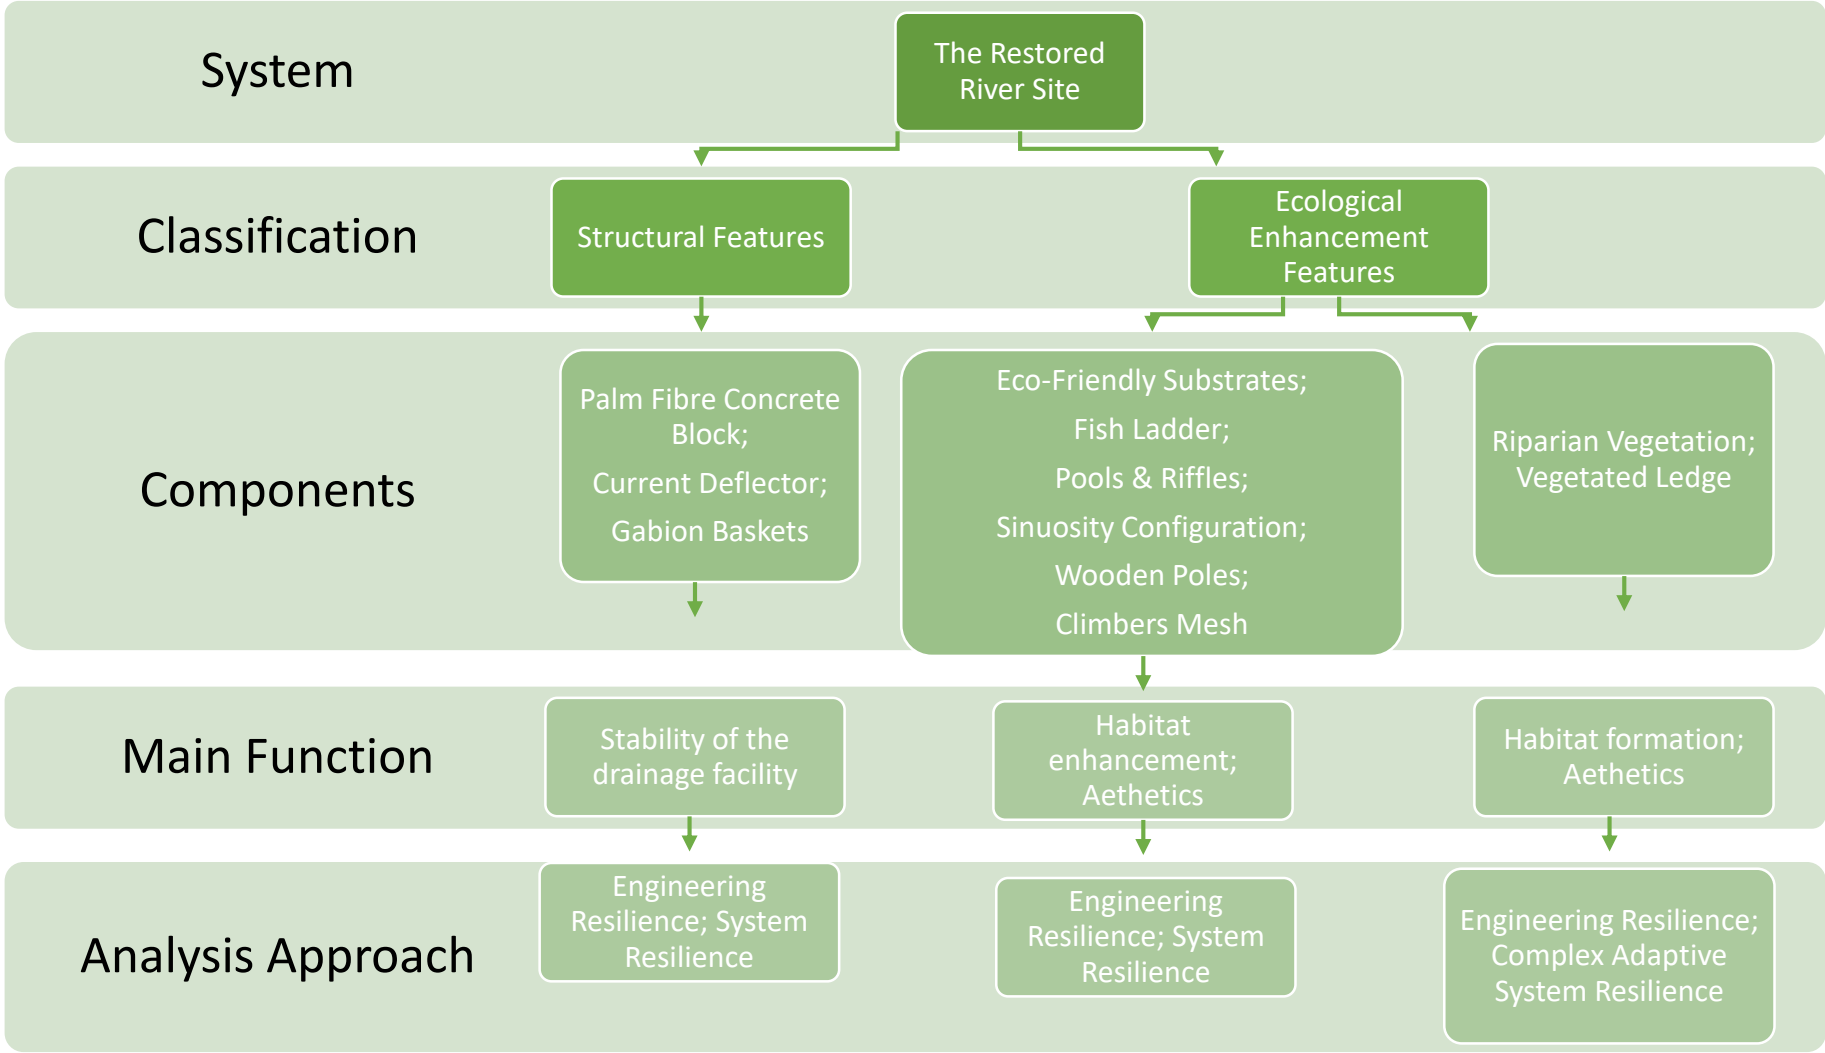 System
The Restored
River Site
Classification
Structural Features
Ecological
Enhancement
Features
Components
Palm Fibre Concrete
Block;
Current Deflector;
Gabion Baskets
Eco-Friendly Substrates;
Fish Ladder;
Pools & Riffles;
Sinuosity Configuration;
Wooden Poles;
Climbers Mesh
Riparian Vegetation;
Vegetated Ledge
Main Function
Stability of the
drainage facility
Habitat
enhancement;
Aethetics
Habitat formation;
Aethetics
Analysis Approach
Engineering
Resilience; System
Resilience
Engineering
Resilience; System
Resilience
Engineering Resilience;
Complex Adaptive
System Resilience